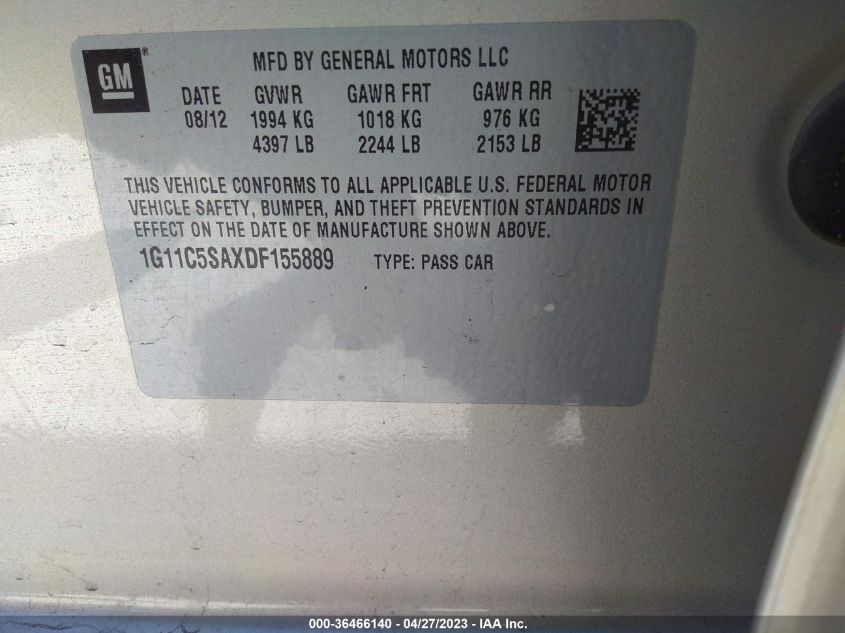 GM ®
MFD BY GENERAL MOTORS LLC
DATE GVWR GAWR FRT GAWR RR
08/12 1994 KG 1018 KG 976 KG
4397 LB 2244 LB 2153 LB
THIS VEHICLE CONFORMS TO ALL APPLICABLE U.S. FEDERAL MOTOR
VEHICLE SAFETY, BUMPER, AND THEFT PREVENTION STANDARDS IN
EFFECT ON THE DATE OF MANUFACTURE SHOWN ABOVE.
1G11C5SAXDF155889 TYPE: PASS CAR
000-36466140 - 04/27/2023 - IAA Inc.